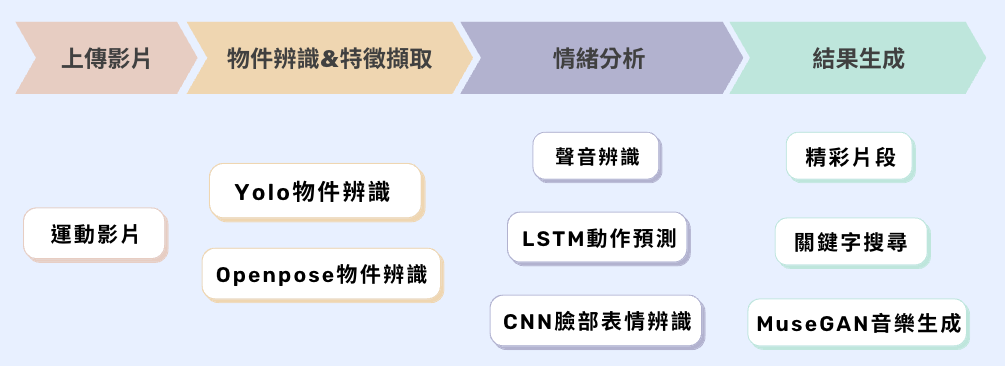 上傳影片
物件辨識&特徵擷取
情緒分析
結果生成
運動影片
Yolo物件辨識
Openpose物件辨識
聲音辨識
LSTM動作預測
CNN臉部表情辨識
精彩片段
關鍵字搜尋
MuseGAN音樂生成